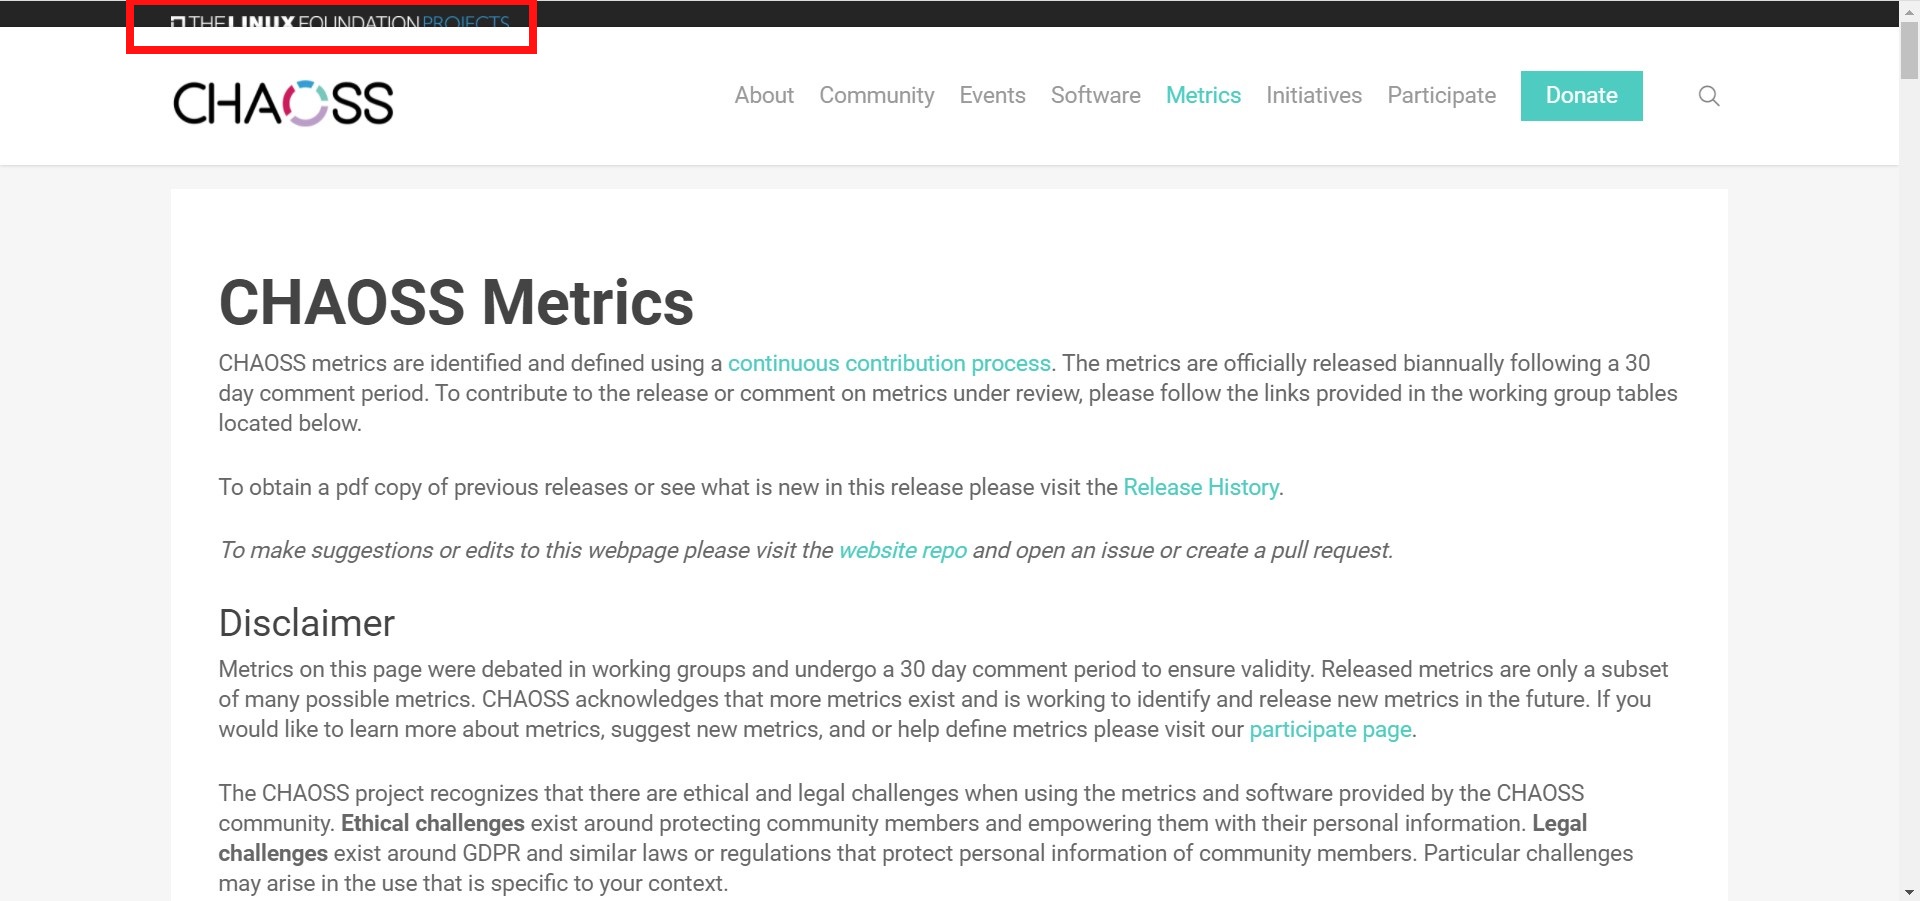 THE LINUX FOUNDATION PROJECTS
CHAOSS
About Community Events Software Metrics Initiatives Participate Donate
CHAOSS Metrics
CHAOSS metrics are identified and defined using a continuous contribution process. The metrics are officially released biannually following a 30
day comment period. To contribute to the release or comment on metrics under review, please follow the links provided in the working group tables
located below.
To obtain a pdf copy of previous releases or see what is new in this release please visit the Release History.
To make suggestions or edits to this webpage please visit the website repo and open an issue or create a pull request.
Disclaimer
Metrics on this page were debated in working groups and undergo a 30 day comment period to ensure validity. Released metrics are only a subset
of many possible metrics. CHAOSS acknowledges that more metrics exist and is working to identify and release new metrics in the future. If you
would like to learn more about metrics, suggest new metrics, and or help define metrics please visit our participate page.
The CHAOSS project recognizes that there are ethical and legal challenges when using the metrics and software provided by the CHAOSS
community. Ethical challenges exist around protecting community members and empowering them with their personal information. Legal
challenges exist around GDPR and similar laws or regulations that protect personal information of community members. Particular challenges
may arise in the use that is specific to your context.